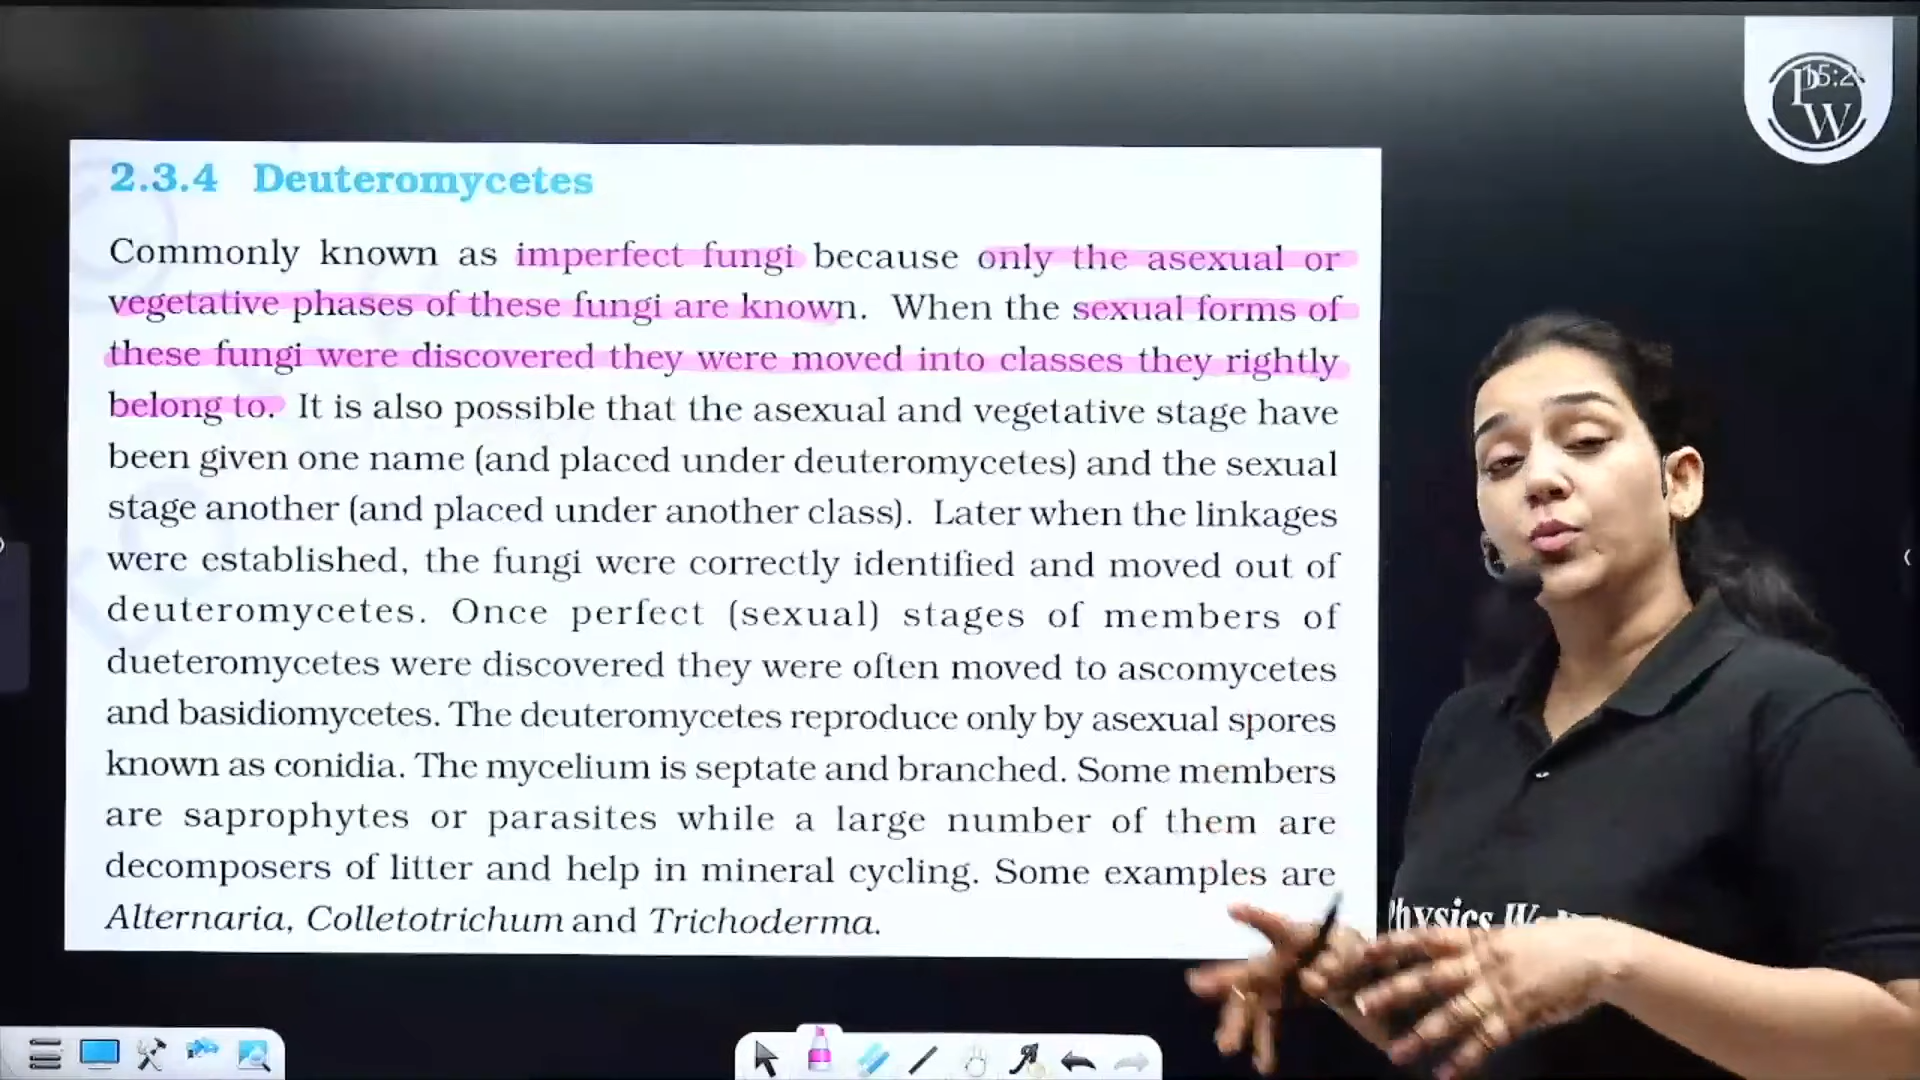 15:2
PW
2.3.4 Deuteromycetes
Commonly known as imperfect fungi because only the asexual or
vegetative phases of these fungi are known. When the sexual forms of
these fungi were discovered they were moved into classes they rightly
belong to. It is also possible that the asexual and vegetative stage have
been given one name (and placed under deuteromycetes) and the sexual
stage another (and placed under another class). Later when the linkages
were established, the fungi were correctly identified and moved out of
deuteromycetes. Once perfect (sexual) stages of members of
dueteromycetes were discovered they were often moved to ascomycetes
and basidiomycetes. The deuteromycetes reproduce only by asexual spores
known as conidia. The mycelium is septate and branched. Some members
are saprophytes or parasites while a large number of them are
decomposers of litter and help in mineral cycling. Some examples are
Alternaria, Colletotrichum and Trichoderma.
Physics W